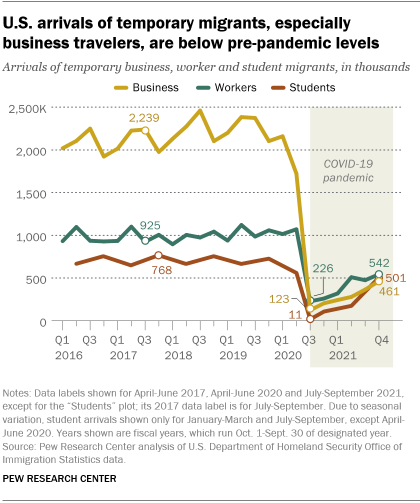 U.S. arrivals of temporary migrants, especially
business travelers, are below pre-pandemic levels
Arrivals of temporary business, worker and student migrants, in thousands
Business Workers Students
2,500K
2,239
2,000
COVID-19
pandemic
1,500
925
1,000
768
542
226
500
501
123
461
11
0
Q1 Q3 Q1 Q3 Q1 Q3 Q1 Q3 Q1 Q3 Q1 Q4
2016 2017 2018 2019 2020 2021
Notes: Data labels shown for April-June 2017, April-June 2020 and July-September 2021,
except for the “Students” plot; its 2017 data label is for July-September. Due to seasonal
variation, student arrivals shown only for January-March and July-September, except April-
June 2020. Years shown are fiscal years, which run Oct. 1-Sept. 30 of designated year.
Source: Pew Research Center analysis of U.S. Department of Homeland Security Office of
Immigration Statistics data.
PEW RESEARCH CENTER